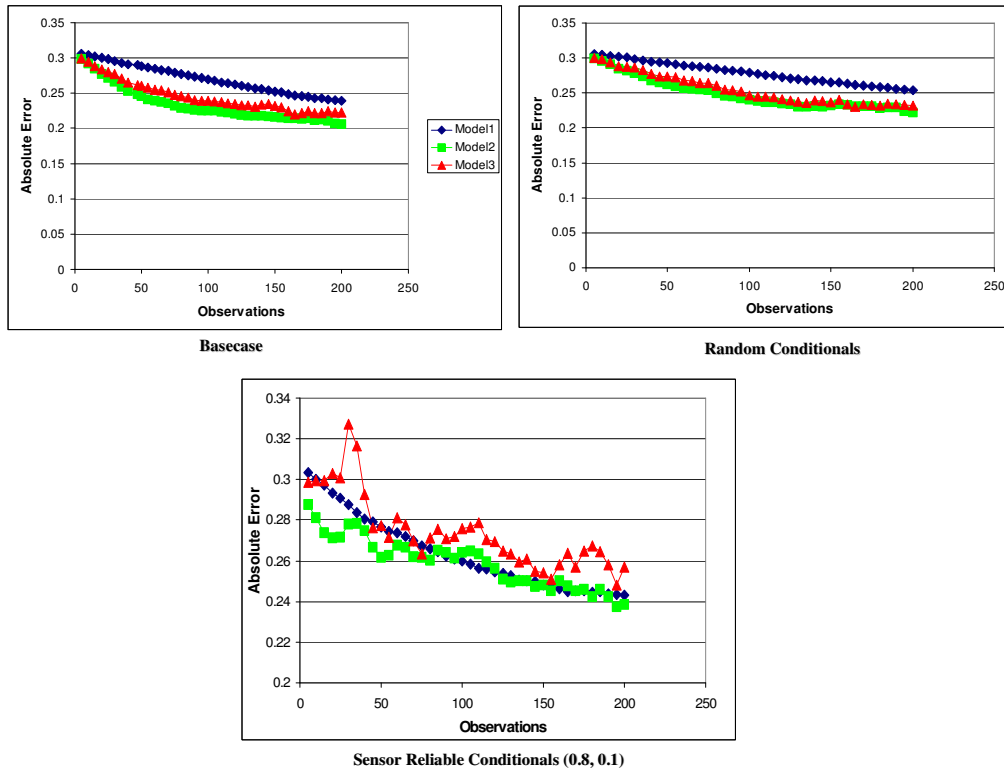 0.35
0.3
0.25
0.2
0.15
0.1
0.05
0
Absolute Error
0 50 100 150 200 250
Observations
Model1
Model2
Model3
Basecase
0.35
0.3
0.25
0.2
0.15
0.1
0.05
0
Absolute Error
0 50 100 150 200 250
Observations
Random Conditionals
0.34
0.32
0.3
0.28
0.26
0.24
0.22
0.2
Absolute Error
0 50 100 150 200 250
Observations
Sensor Reliable Conditionals (0.8, 0.1)